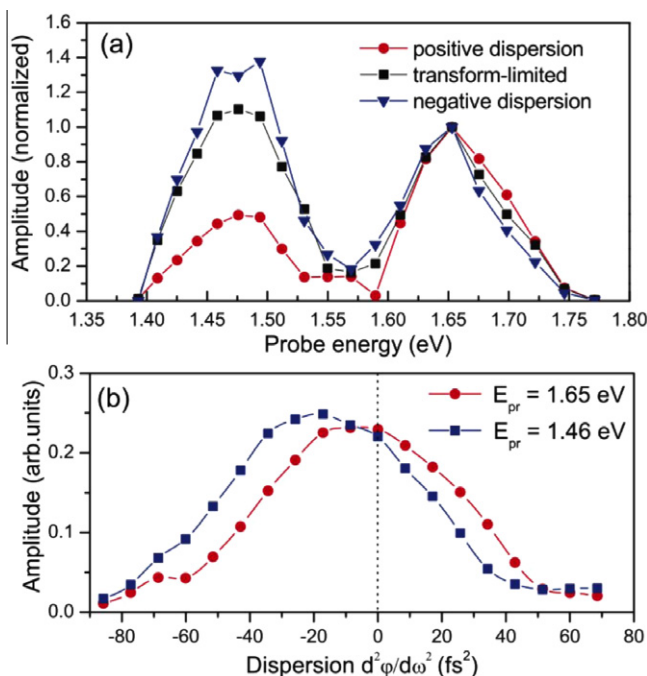 (a)
positive dispersion
transform-limited
negative dispersion
Amplitude (normalized)
1.6
1.4
1.2
1.0
0.8
0.6
0.4
0.2
0.0
1.35 1.40 1.45 1.50 1.55 1.60 1.65 1.70 1.75 1.80
Probe energy (eV)
(b)
E_pr = 1.65 eV
E_pr = 1.46 eV
Amplitude (arb.units)
0.3
0.2
0.1
0.0
-80 -60 -40 -20 0 20 40 60 80
Dispersion d²φ/dω² (fs²)